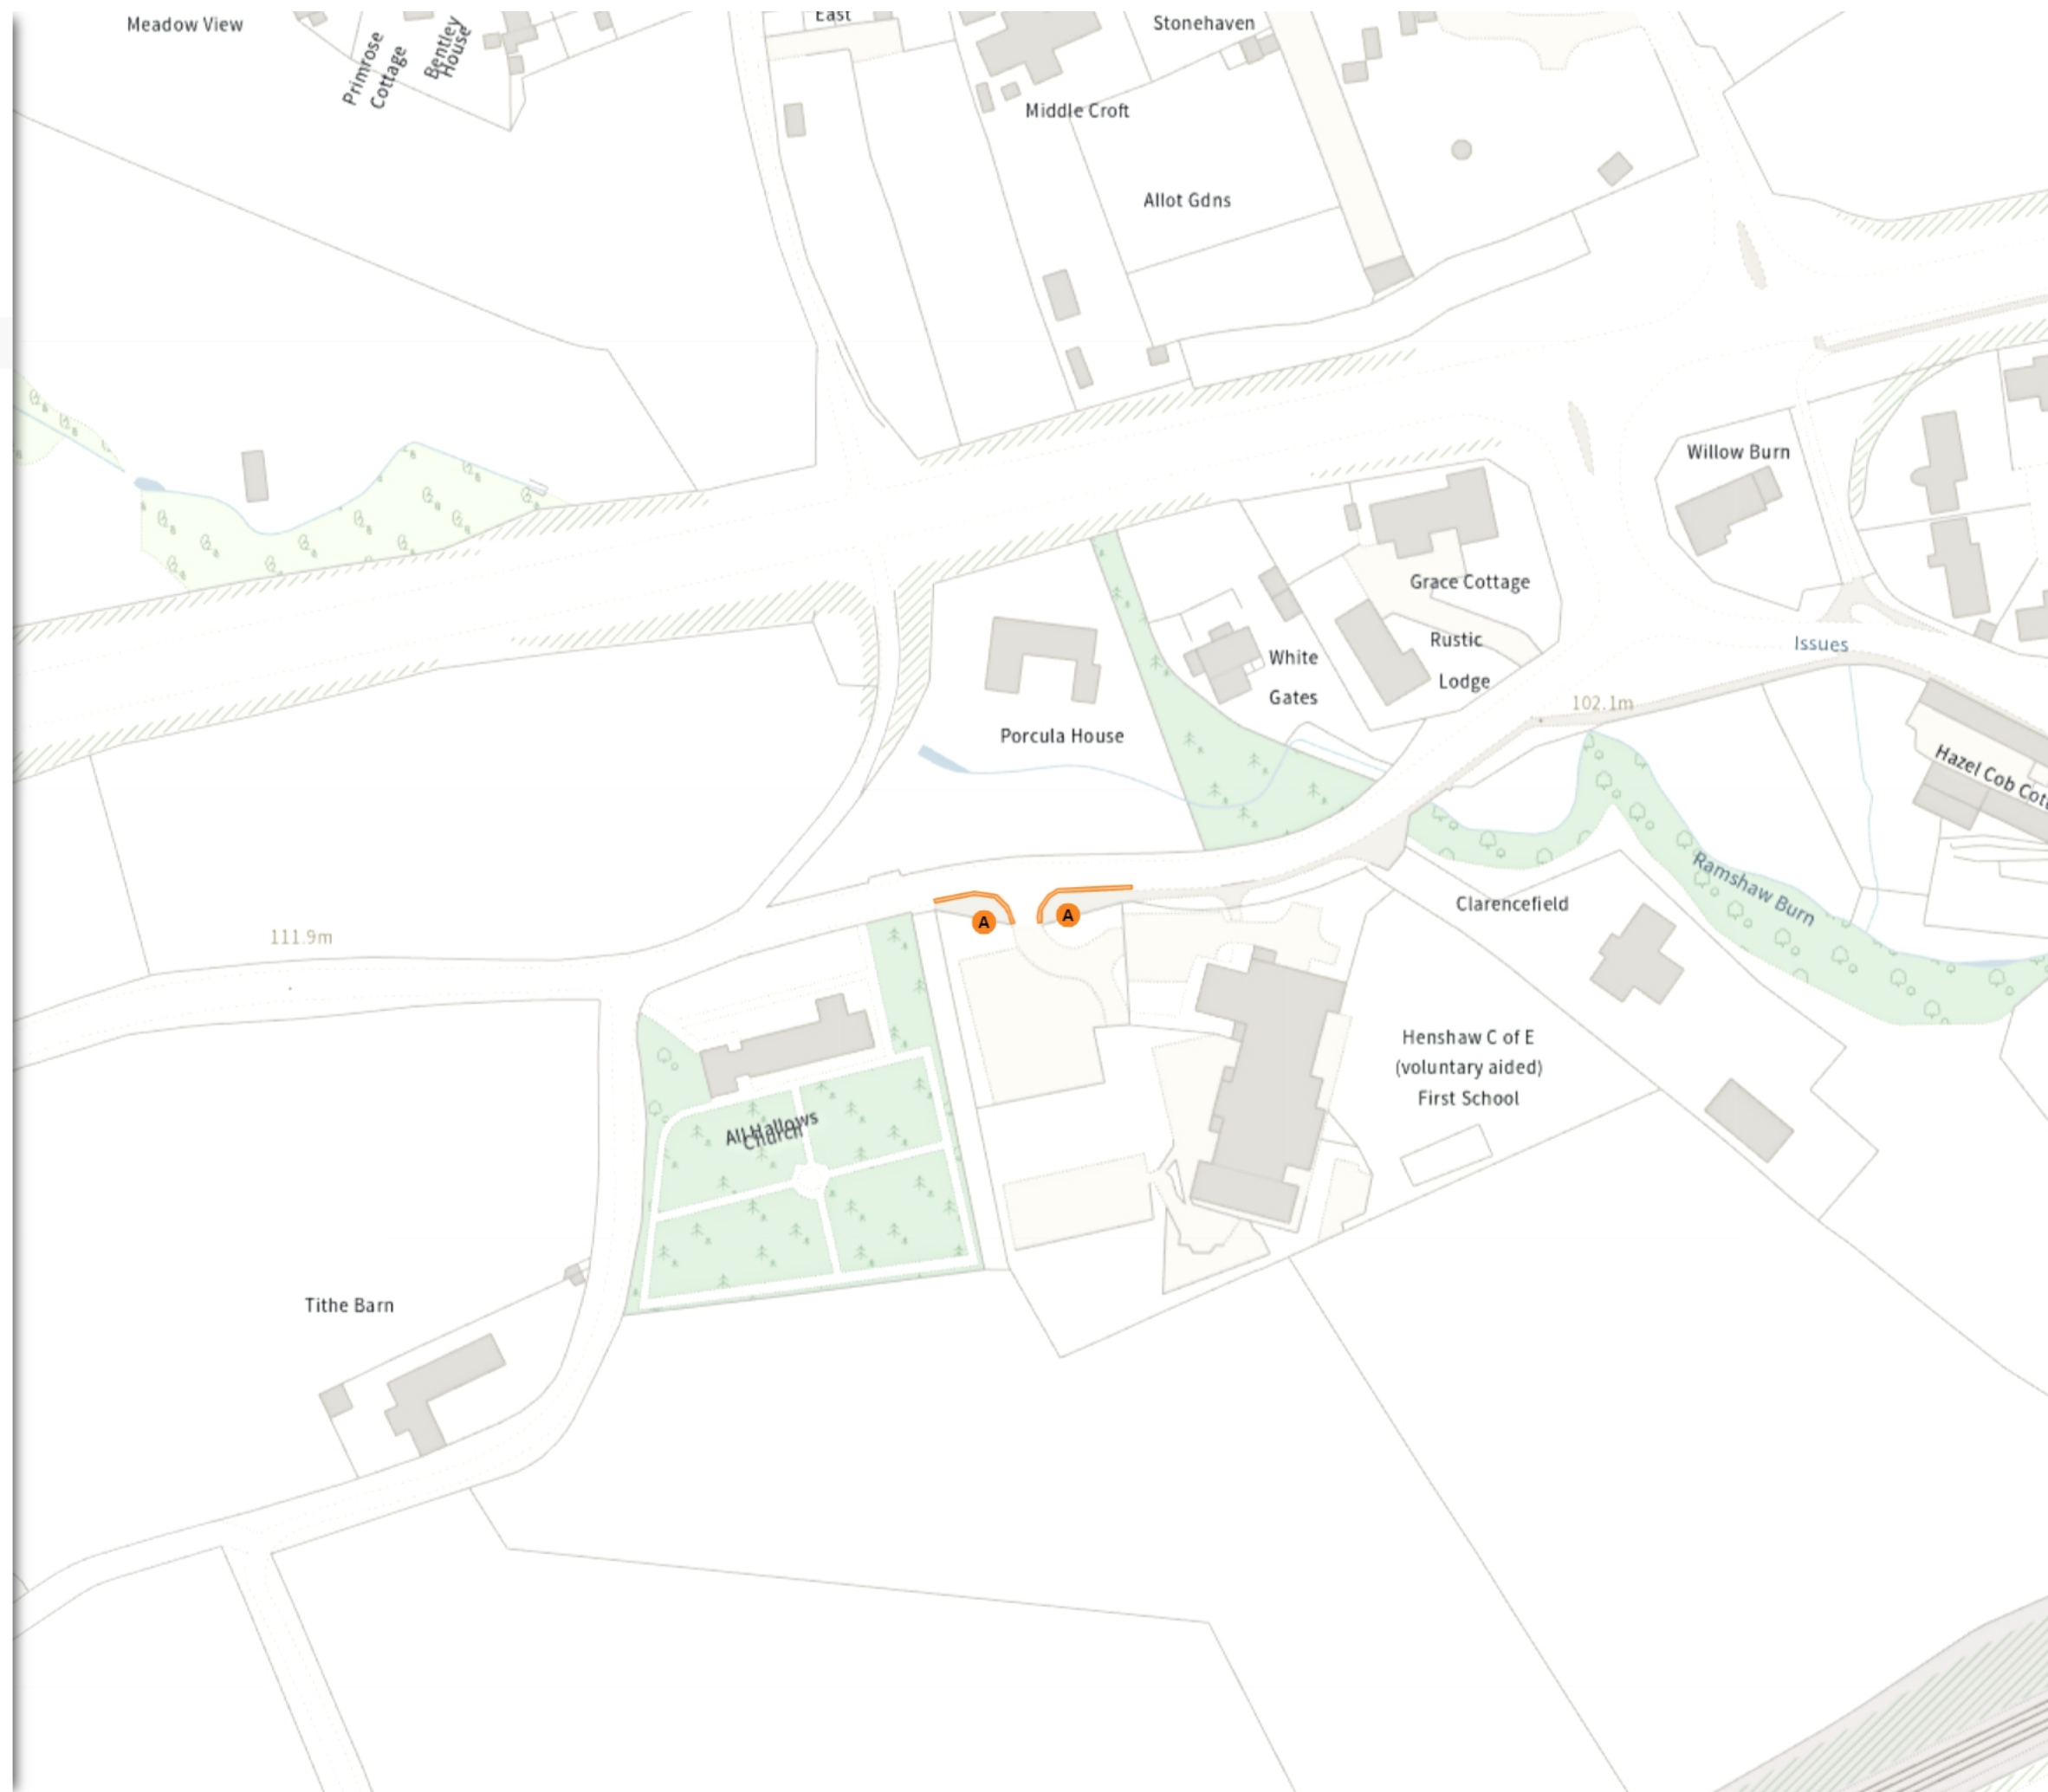 Meadow View
Primrose
Cottage
Bentley
House
East
Stonehaven
Middle Croft
Allot Gdns
Willow Burn
Grace Cottage
Issues
White
Gates
Rustic
Lodge
102.1m
Porcula House
Hazel Cob
Ramshaw Burn
A
A
Clarencefield
111.9m
Henshaw C of E
(voluntary aided)
First School
All Hallows
Church
Tithe Barn